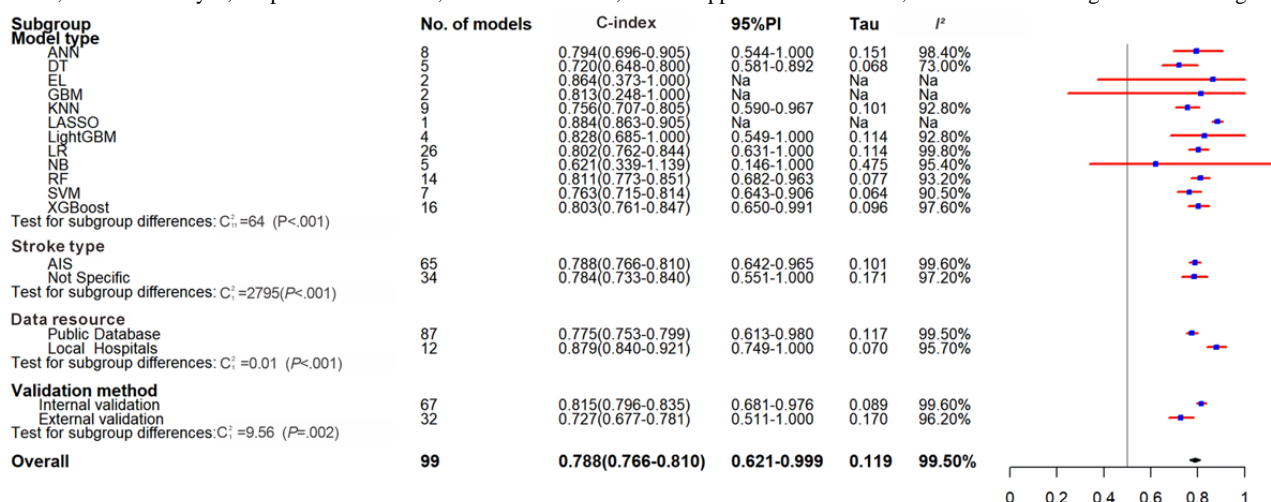 Subgroup No. of models C-index 95%PI Tau I²
Model type
ANN 8 0.794(0.696-0.905) 0.544-1.000 0.151 98.40%
DT 5 0.720(0.648-0.800) 0.581-0.892 0.068 73.00%
EL 2 0.864(0.373-1.000) Na Na Na
GBM 2 0.813(0.248-1.000) Na Na Na
KNN 9 0.756(0.707-0.805) 0.590-0.967 0.101 92.80%
LASSO 1 0.884(0.863-0.905) Na Na Na
LightGBM 4 0.828(0.685-1.000) 0.549-1.000 0.114 92.80%
LR 26 0.802(0.762-0.844) 0.631-1.000 0.114 99.80%
NB 5 0.621(0.339-1.139) 0.146-1.000 0.475 95.40%
RF 14 0.811(0.773-0.851) 0.682-0.963 0.077 93.20%
SVM 7 0.763(0.715-0.814) 0.643-0.906 0.064 90.50%
XGBoost 16 0.803(0.761-0.847) 0.650-0.991 0.096 97.60%
Test for subgroup differences: C²₁₁=64 (P<.001)
Stroke type
AIS 65 0.788(0.766-0.810) 0.642-0.965 0.101 99.60%
Not Specific 34 0.784(0.733-0.840) 0.551-1.000 0.171 97.20%
Test for subgroup differences: C²₁=2795(P<.001)
Data resource
Public Database 87 0.775(0.753-0.799) 0.613-0.980 0.117 99.50%
Local Hospitals 12 0.879(0.840-0.921) 0.749-1.000 0.070 95.70%
Test for subgroup differences: C²₁=0.01 (P<.001)
Validation method
Internal validation 67 0.815(0.796-0.835) 0.681-0.976 0.089 99.60%
External validation 32 0.727(0.677-0.781) 0.511-1.000 0.170 96.20%
Test for subgroup differences:C²₁=9.56 (P=.002)
Overall 99 0.788(0.766-0.810) 0.621-0.999 0.119 99.50%
0 0.2 0.4 0.6 0.8 1